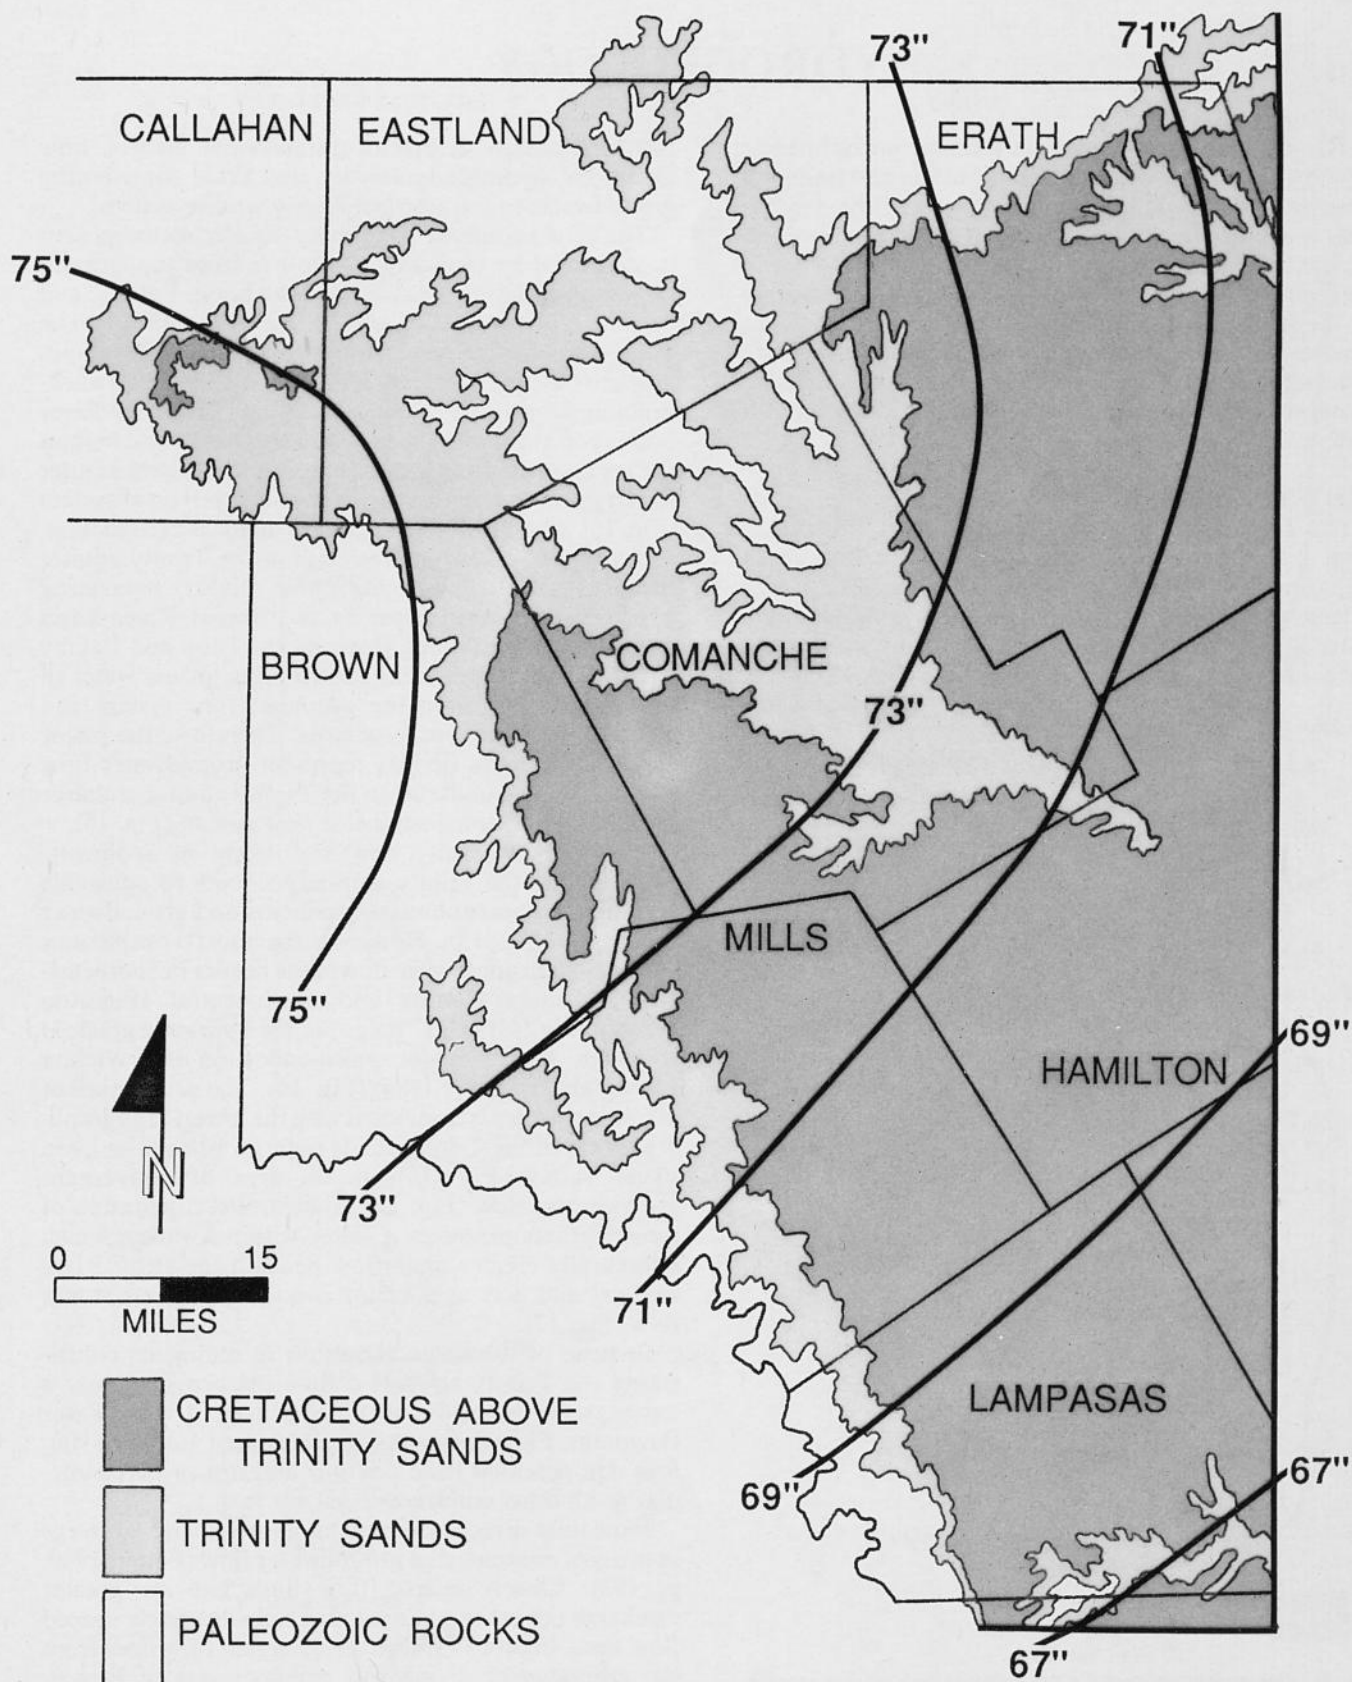 73"
71"
CALLAHAN
EASTLAND
ERATH
75"
BROWN
COMANCHE
73"
MILLS
75"
69"
HAMILTON
N
73"
0 15
MILES
71"
LAMPASAS
CRETACEOUS ABOVE
TRINITY SANDS
69"
67"
TRINITY SANDS
PALEOZOIC ROCKS
67"